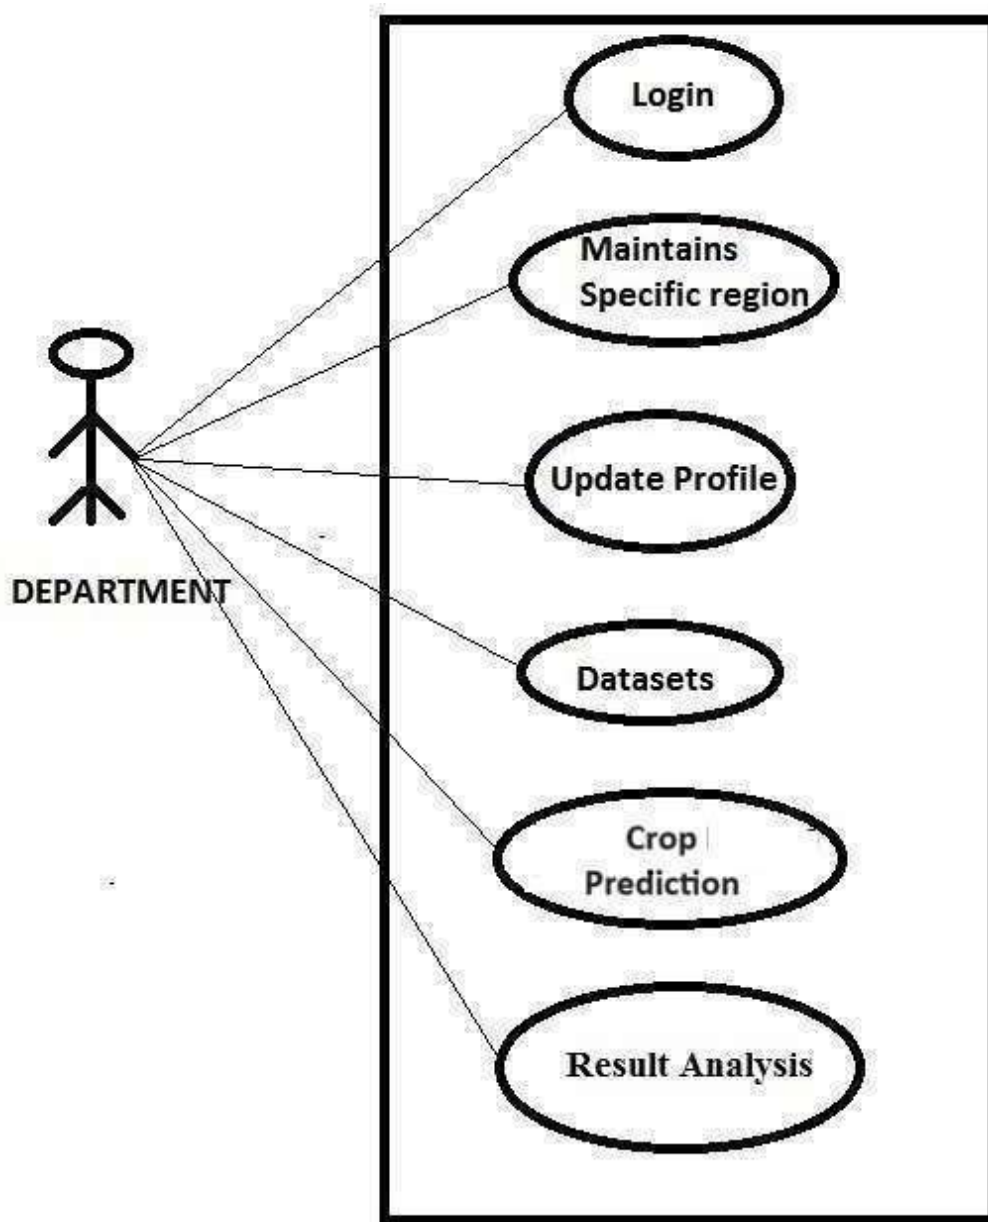 Login
Maintains
Specific region
Update Profile
DEPARTMENT
Datasets
Crop
Prediction
Result Analysis